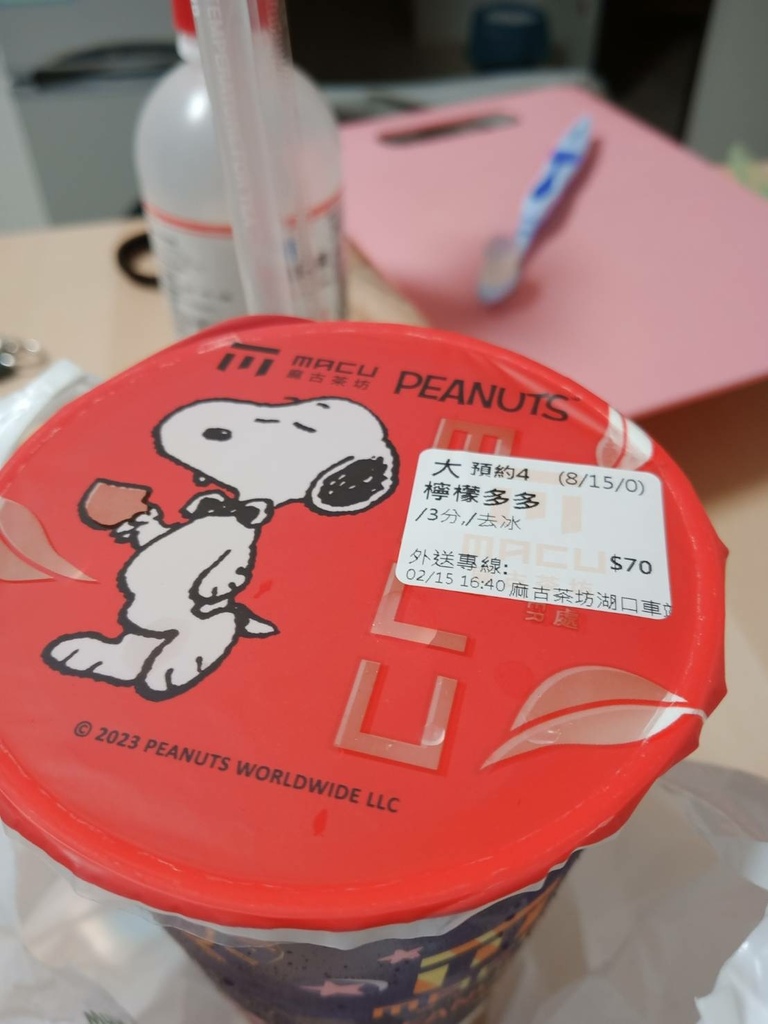 MACU
麻古茶坊
PEANUTS
大 預約4 (8/15/0)
檸檬多多
/3分,/去冰
$70
外送專線:
02/15 16:40 麻古茶坊湖口車
MACU
© 2023 PEANUTS WORLDWIDE LLC